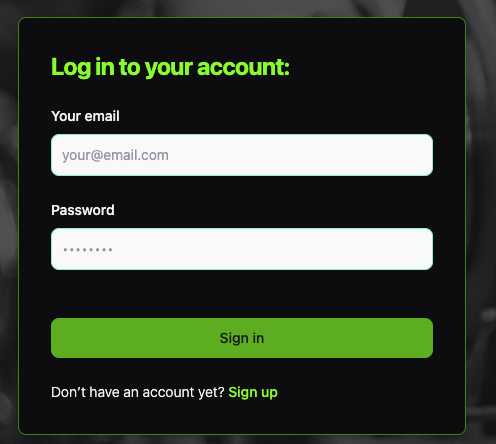 Log in to your account:
Your email
your@email.com
Password
••••••••
Sign in
Don’t have an account yet? Sign up